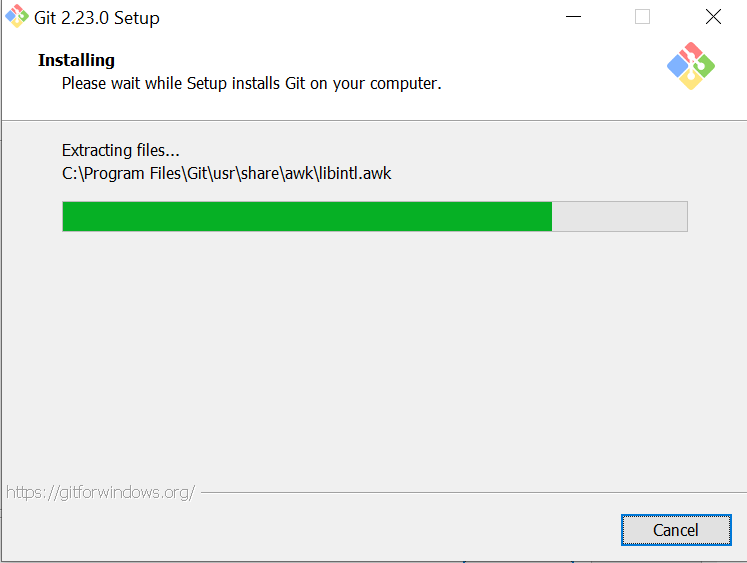 Git 2.23.0 Setup
Installing
Please wait while Setup installs Git on your computer.
Extracting files...
C:\Program Files\Git\usr\share\awk\libintl.awk
https://gitforwindows.org/
Cancel